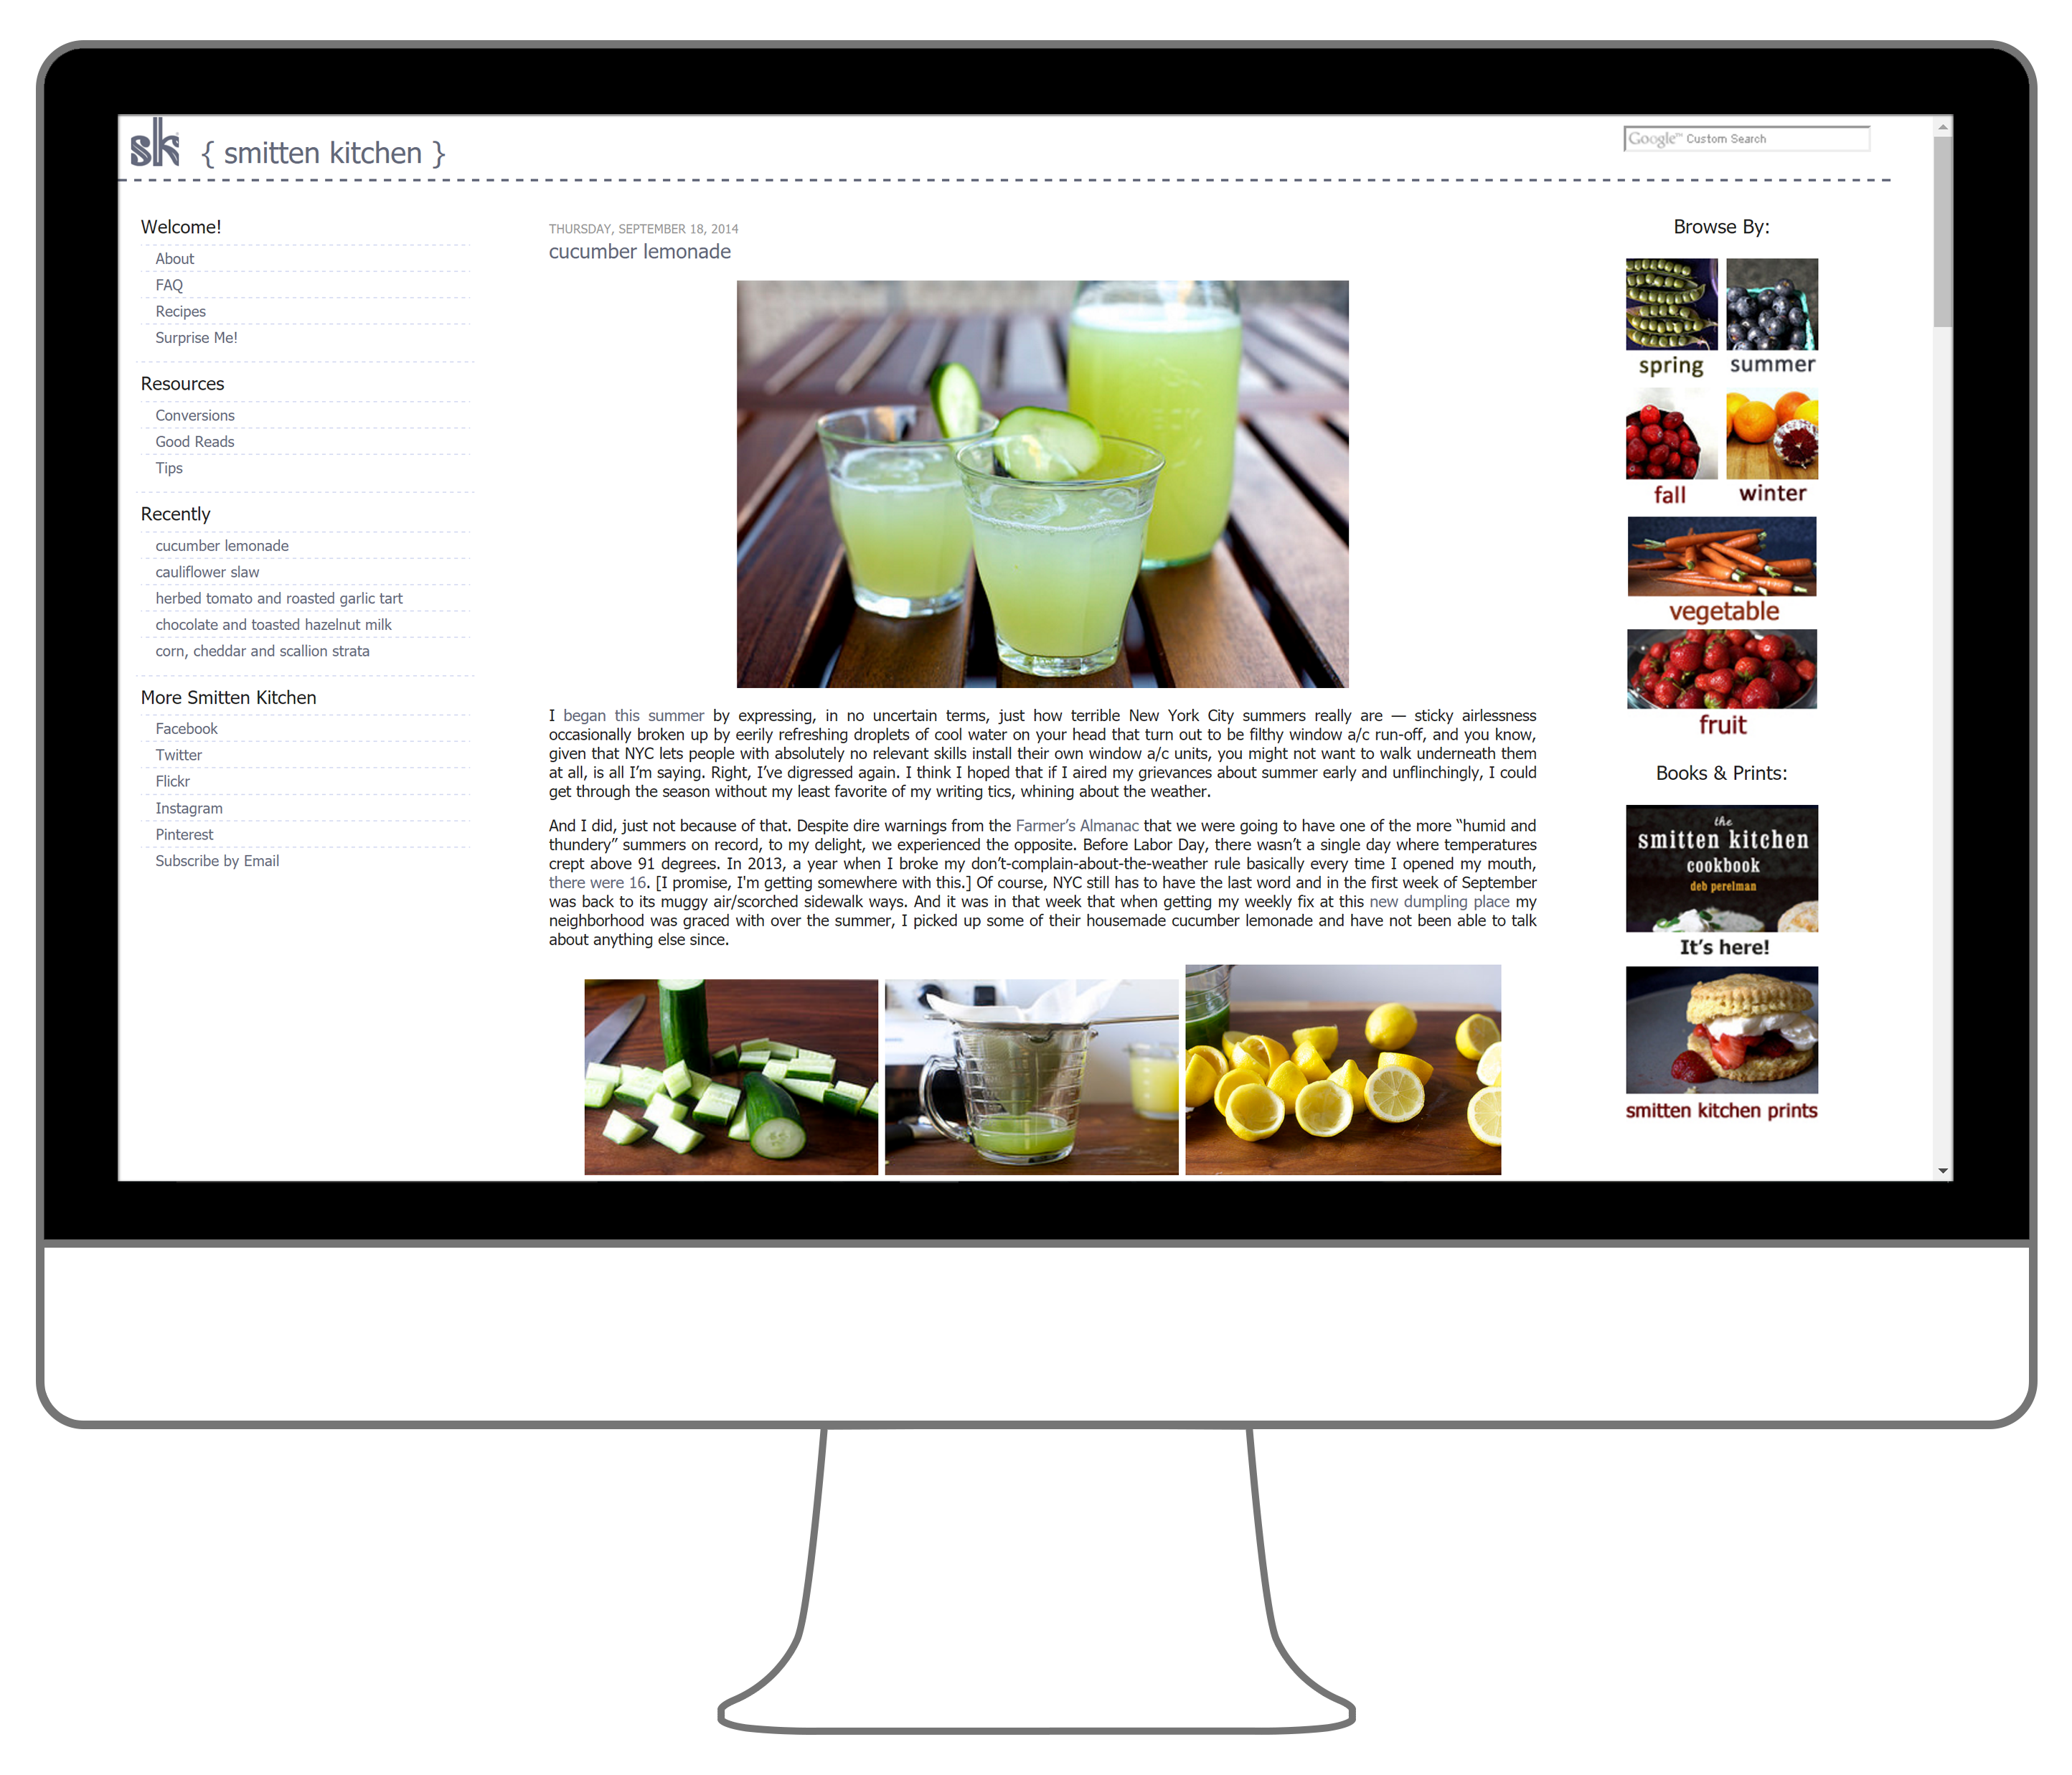 sk { smitten kitchen }
Google™ Custom Search
Welcome!
About
FAQ
Recipes
Surprise Me!
Resources
Conversions
Good Reads
Tips
Recently
cucumber lemonade
cauliflower slaw
herbed tomato and roasted garlic tart
chocolate and toasted hazelnut milk
corn, cheddar and scallion strata
More Smitten Kitchen
Facebook
Twitter
Flickr
Instagram
Pinterest
Subscribe by Email
THURSDAY, SEPTEMBER 18, 2014
cucumber lemonade
I began this summer by expressing, in no uncertain terms, just how terrible New York City summers really are — sticky airlessness
occasionally broken up by eerily refreshing droplets of cool water on your head that turn out to be filthy window a/c run-off, and you know,
given that NYC lets people with absolutely no relevant skills install their own window a/c units, you might not want to walk underneath them
at all, is all I’m saying. Right, I’ve digressed again. I think I hoped that if I aired my grievances about summer early and unflinchingly, I could
get through the season without my least favorite of my writing tics, whining about the weather.
And I did, just not because of that. Despite dire warnings from the Farmer’s Almanac that we were going to have one of the more “humid and
thundery” summers on record, to my delight, we experienced the opposite. Before Labor Day, there wasn’t a single day where temperatures
crept above 91 degrees. In 2013, a year when I broke my don’t-complain-about-the-weather rule basically every time I opened my mouth,
there were 16. [I promise, I'm getting somewhere with this.] Of course, NYC still has to have the last word and in the first week of September
was back to its muggy air/scorched sidewalk ways. And it was in that week that when getting my weekly fix at this new dumpling place my
neighborhood was graced with over the summer, I picked up some of their housemade cucumber lemonade and have not been able to talk
about anything else since.
Browse By:
spring
summer
fall
winter
vegetable
fruit
Books & Prints:
the
smitten kitchen
cookbook
deb perelman
It’s here!
smitten kitchen prints